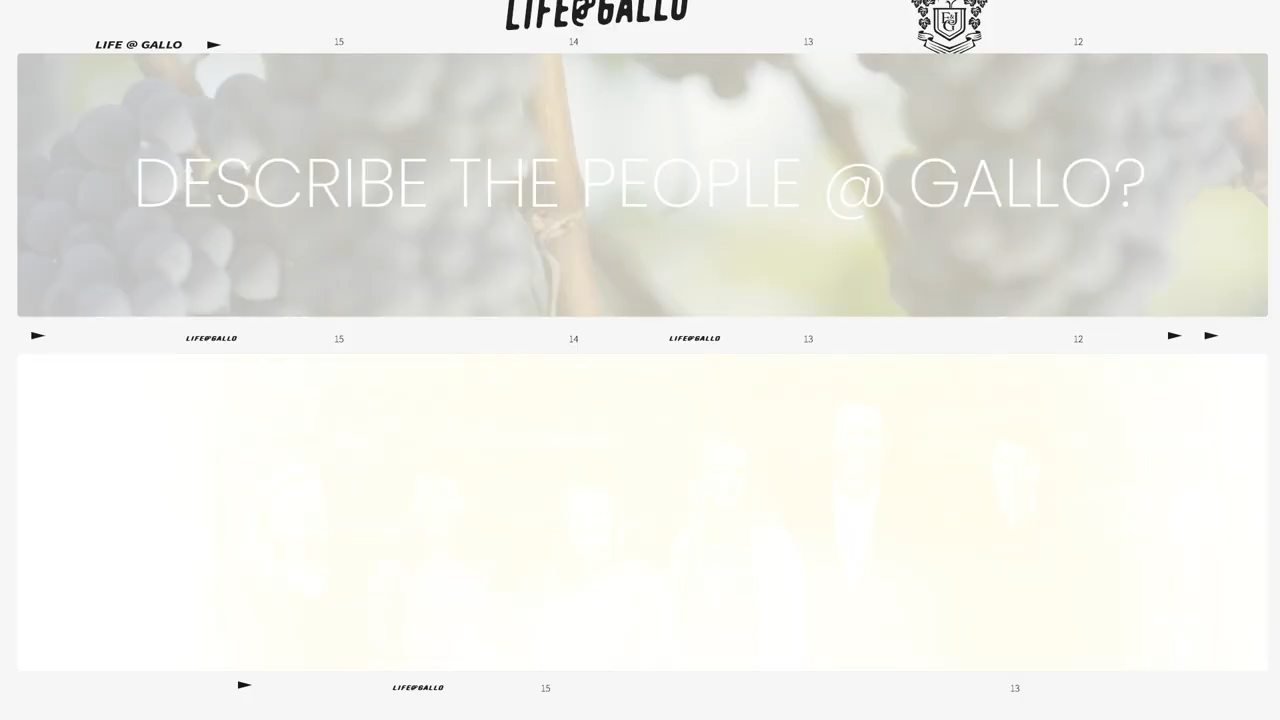 LIFE@GALLO
LIFE @ GALLO 15 14 13 12
DESCRIBE THE PEOPLE @ GALLO?
LIFE@GALLO 15 14 LIFE@GALLO 13 12
LIFE@GALLO 15 13